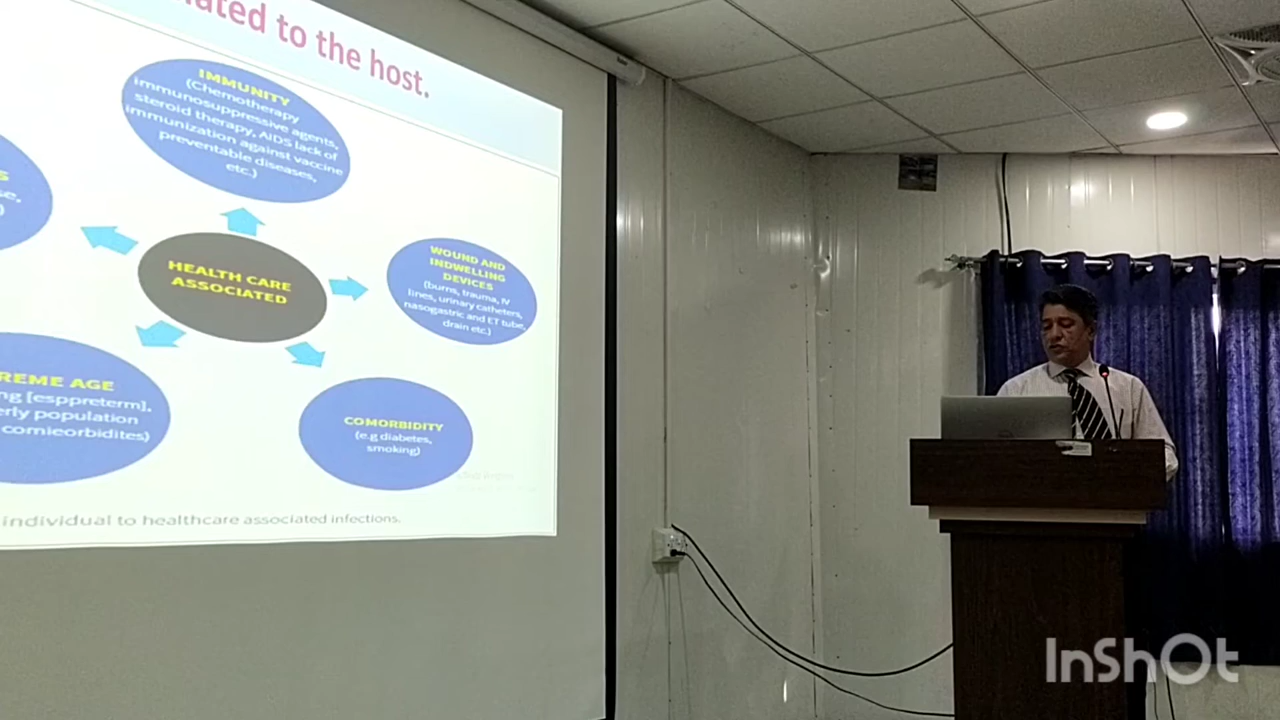 to the host.
IMMUNITY
(Chemotherapy
immunosuppressive agents,
steroid therapy, AIDS lack of
immunization against vaccine
preventable diseases,
etc.)
HEALTH CARE
ASSOCIATED
WOUND AND
INDWELLING
DEVICES
(burns, trauma, IV
lines, urinary catheters,
nasogastric and ET tube,
drain etc.)
REME AGE
ng [esppreterm],
erly population
comieorbidites)
COMORBIDITY
(e.g diabetes,
smoking)
individual to healthcare associated infections.
InShOt